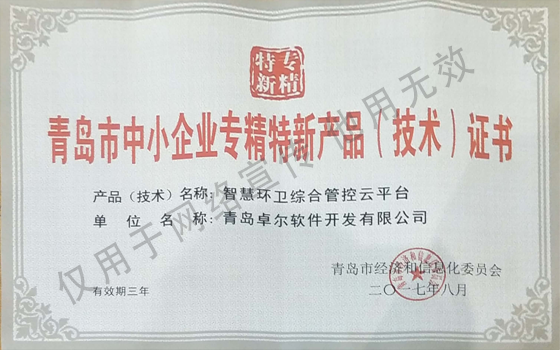 专精
特新
青岛市中小企业专精特新产品（技术）证书
产品（技术）名称：智慧环卫综合管控云平台
单位名称：青岛卓尔软件开发有限公司
青岛市经济和信息化委员会
二〇一七年八月
有效期三年
仅用于网络宣传 他用无效